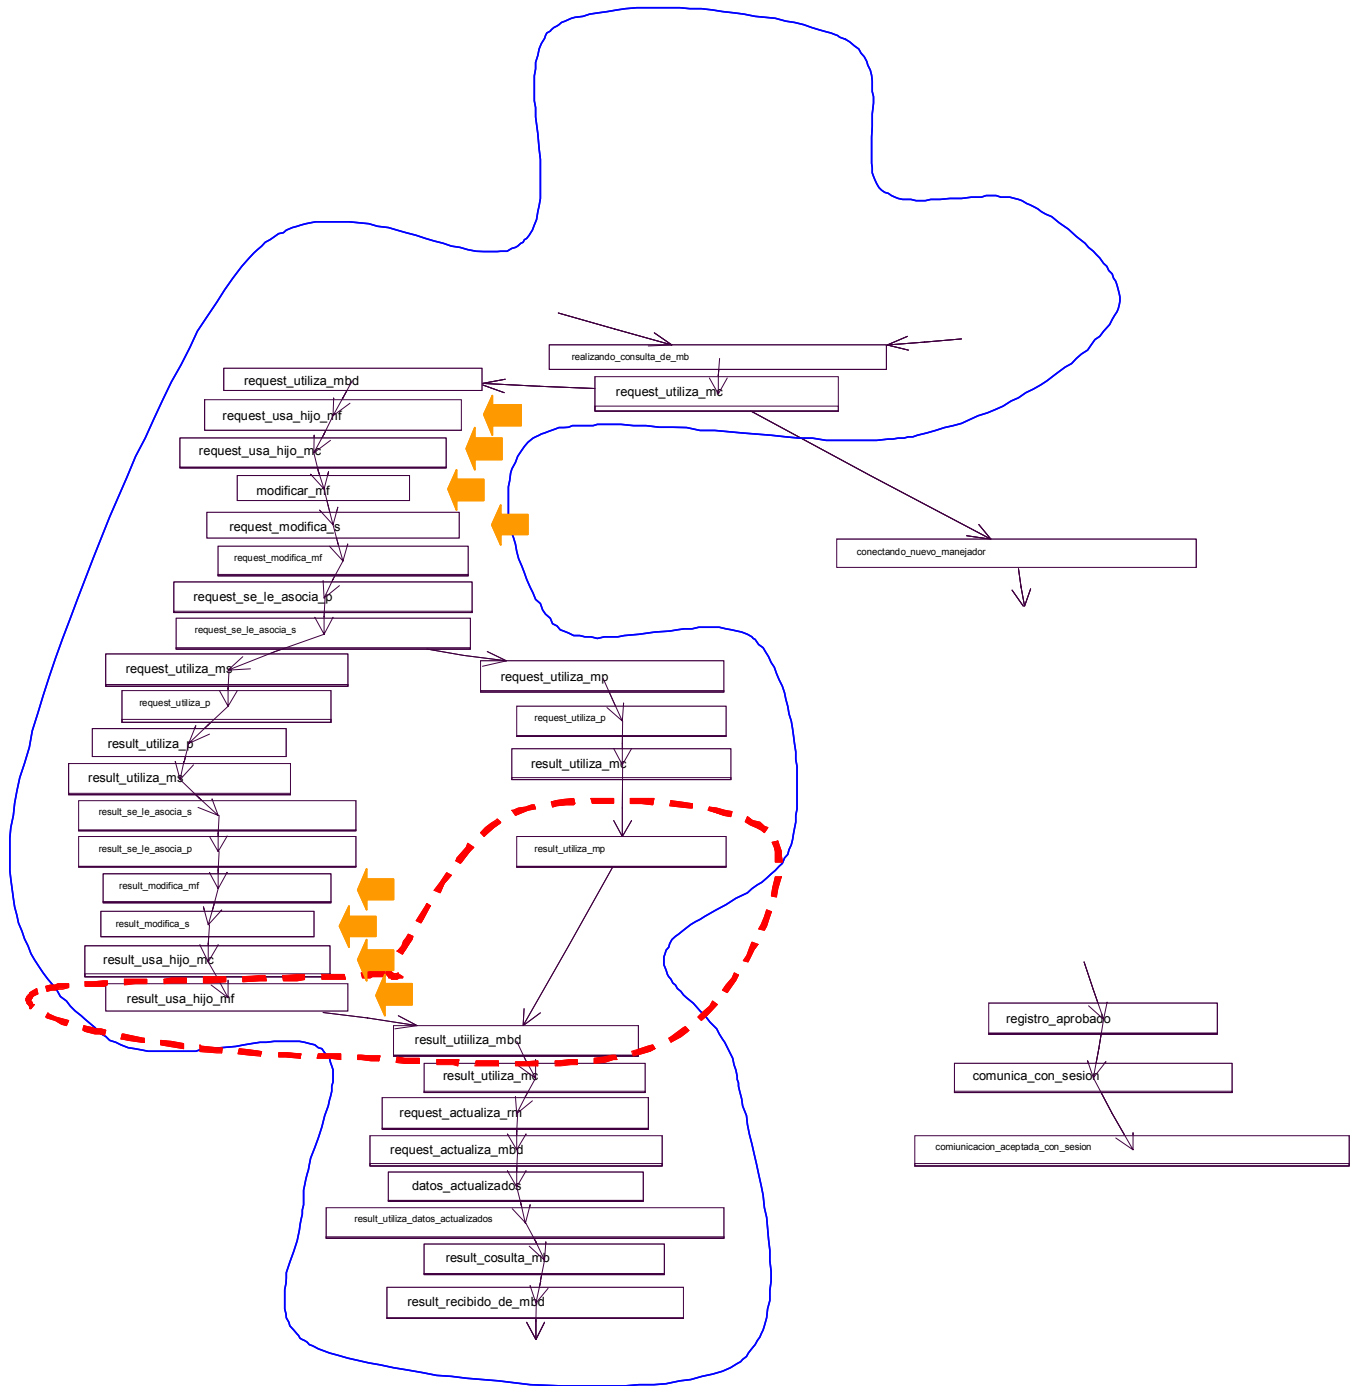 realizando_consulta_de_mb
request_utiliza_mbd
request_utiliza_mc
request_usa_hijo_mf
request_usa_hijo_mc
modificar_mf
request_modifica_s
request_modifica_mf
conectando_nuevo_manejador
request_se_le_asocia_p
request_se_le_asocia_s
request_utiliza_ms
request_utiliza_mp
request_utiliza_p
request_utiliza_p
result_utiliza_p
result_utiliza_mc
result_utiliza_ms
result_se_le_asocia_s
result_se_le_asocia_p
result_utiliza_mp
result_modifica_mf
result_modifica_s
result_usa_hijo_mc
result_usa_hijo_mf
registro_aprobado
result_utiiliza_mbd
result_utiliza_mc
comunica_con_sesion
request_actualiza_rm
request_actualiza_mbd
comiunicacion_aceptada_con_sesion
datos_actualizados
result_utiliza_datos_actualizados
result_cosulta_mb
result_recibido_de_mbd